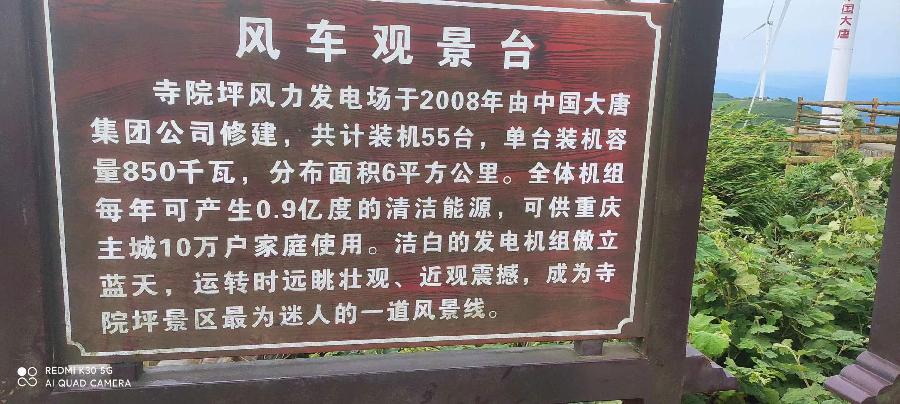 风车观景台
寺院坪风力发电场于2008年由中国大唐
集团公司修建，共计装机55台，单台装机容
量850千瓦，分布面积6平方公里。全体机组
每年可产生0.9亿度的清洁能源，可供重庆
主城10万户家庭使用。洁白的发电机组傲立
蓝天，运转时远眺壮观、近观震撼，成为寺
院坪景区最为迷人的一道风景线。
国大唐
REDMI K30 5G
AI QUAD CAMERA